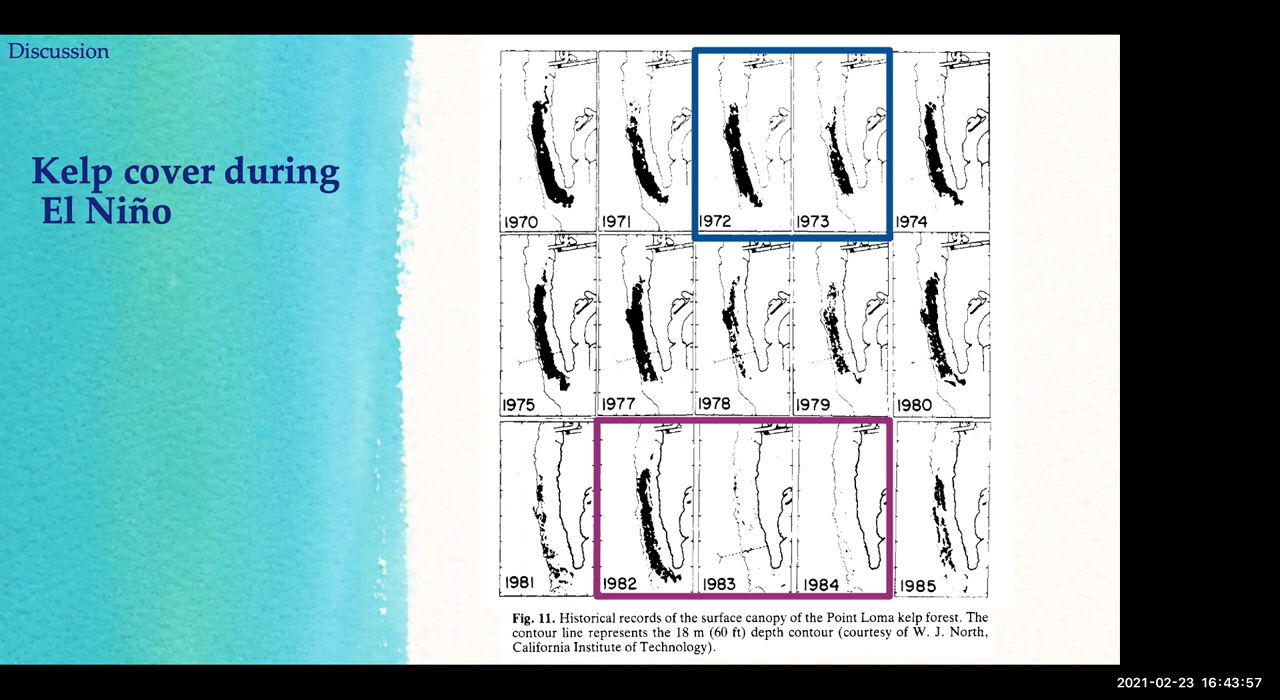 Discussion
Kelp cover during
El Niño
1970
1971
1972
1973
1974
1975
1977
1978
1979
1980
1981
1982
1983
1984
1985
Fig. 11. Historical records of the surface canopy of the Point Loma kelp forest. The
contour line represents the 18 m (60 ft) depth contour (courtesy of W. J. North,
California Institute of Technology).
2021-02-23 16:43:57